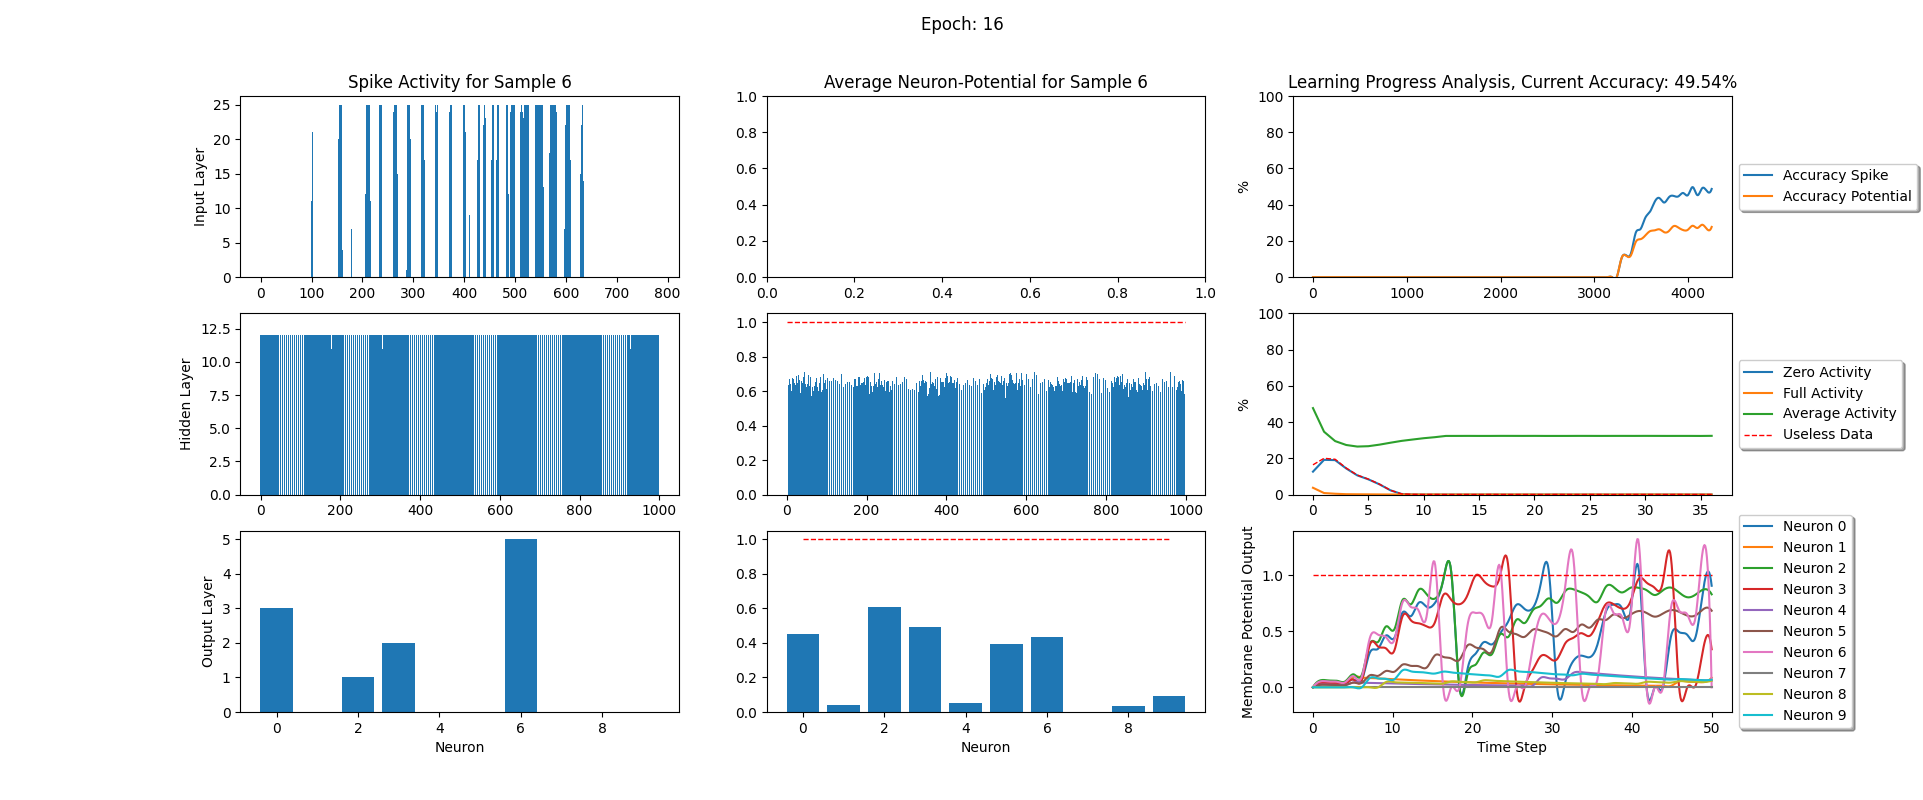 Epoch: 16
Spike Activity for Sample 6
Average Neuron-Potential for Sample 6
Learning Progress Analysis, Current Accuracy: 49.54%
Input Layer
25
20
15
10
5
0
0 100 200 300 400 500 600 700 800
1.0
0.8
0.6
0.4
0.2
0.0
0.0 0.2 0.4 0.6 0.8 1.0
%
100
80
60
40
20
0
0 1000 2000 3000 4000
Accuracy Spike
Accuracy Potential
Hidden Layer
12.5
10.0
7.5
5.0
2.5
0.0
0 200 400 600 800 1000
1.0
0.8
0.6
0.4
0.2
0.0
0 200 400 600 800 1000
%
100
80
60
40
20
0
0 5 10 15 20 25 30 35
Zero Activity
Full Activity
Average Activity
Useless Data
Output Layer
5
4
3
2
1
0
0 2 4 6 8
Neuron
1.0
0.8
0.6
0.4
0.2
0.0
0 2 4 6 8
Neuron
Membrane Potential Output
1.0
0.5
0.0
0 10 20 30 40 50
Time Step
Neuron 0
Neuron 1
Neuron 2
Neuron 3
Neuron 4
Neuron 5
Neuron 6
Neuron 7
Neuron 8
Neuron 9